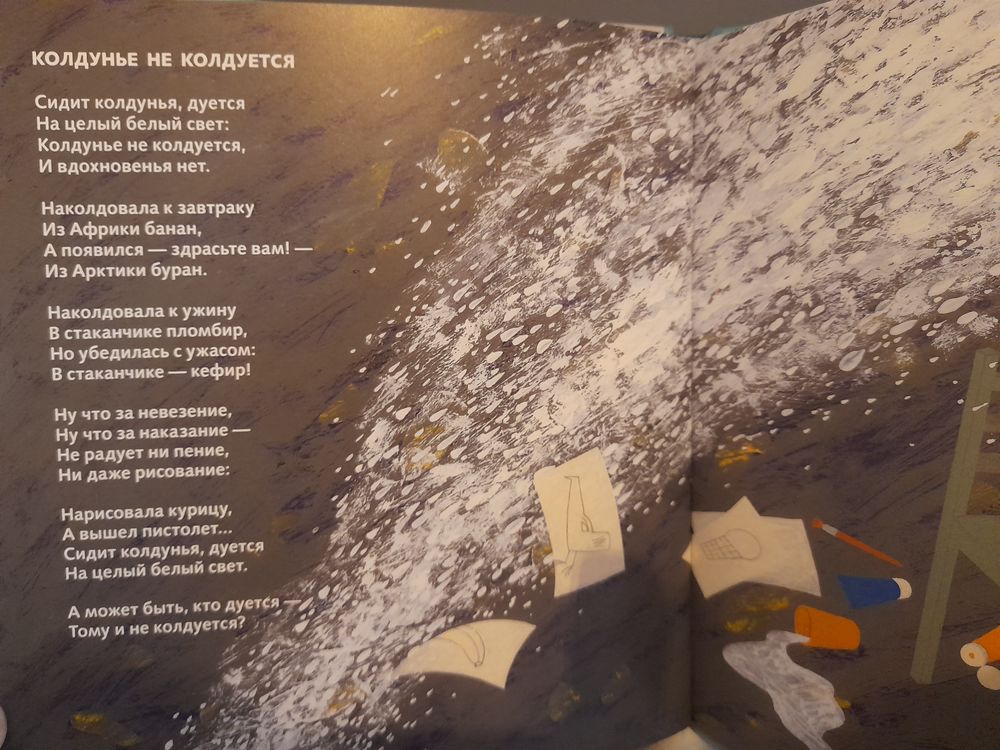 КОЛДУНЬЕ НЕ КОЛДУЕТСЯ
Сидит колдунья, дуется
На целый белый свет:
Колдунье не колдуется,
И вдохновенья нет.
Наколдовала к завтраку
Из Африки банан,
А появился — здрасьте вам! —
Из Арктики буран.
Наколдовала к ужину
В стаканчике пломбир,
Но убедилась с ужасом:
В стаканчике — кефир!
Ну что за невезение,
Ну что за наказание —
Не радует ни пение,
Ни даже рисование:
Нарисовала курицу,
А вышел пистолет...
Сидит колдунья, дуется
На целый белый свет.
А может быть, кто дуется —
Тому и не колдуется?